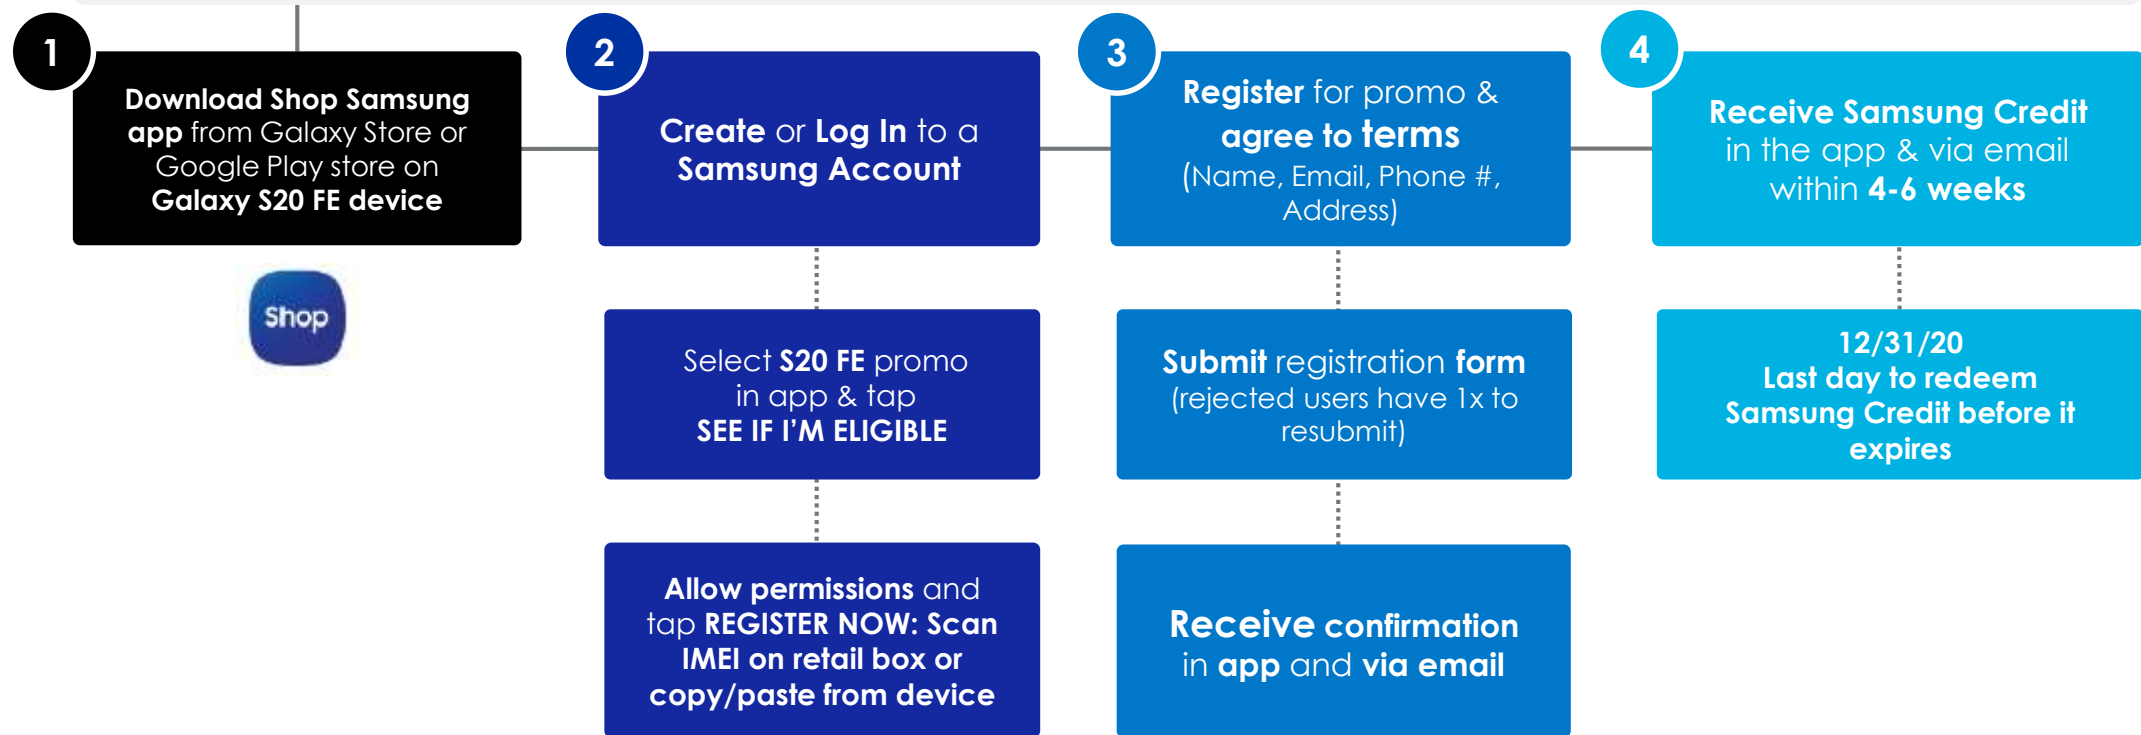 1
Download Shop Samsung
app from Galaxy Store or
Google Play store on
Galaxy S20 FE device
Shop
2
Create or Log In to a
Samsung Account
Select S20 FE promo
in app & tap
SEE IF I’M ELIGIBLE
Allow permissions and
tap REGISTER NOW: Scan
IMEI on retail box or
copy/paste from device
3
Register for promo &
agree to terms
(Name, Email, Phone #,
Address)
Submit registration form
(rejected users have 1x to
resubmit)
Receive confirmation
in app and via email
4
Receive Samsung Credit
in the app & via email
within 4-6 weeks
12/31/20
Last day to redeem
Samsung Credit before it
expires